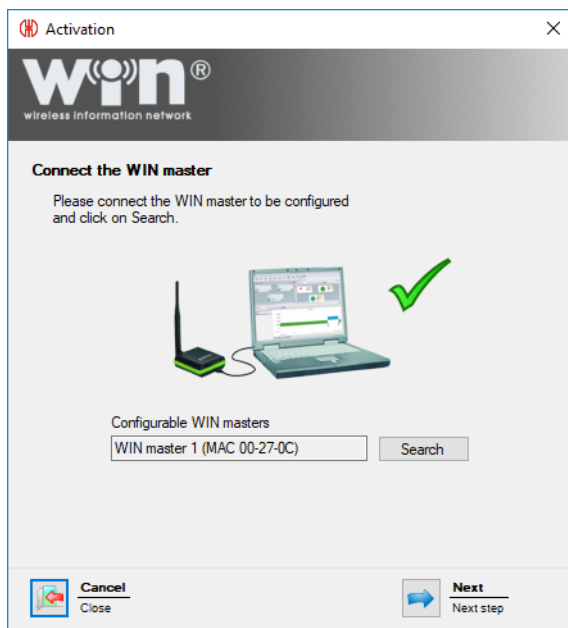 Activation
WIN®
wireless information network
Connect the WIN master
Please connect the WIN master to be configured
and click on Search.
Configurable WIN masters
WIN master 1 (MAC 00-27-0C)
Search
Cancel
Close
Next
Next step